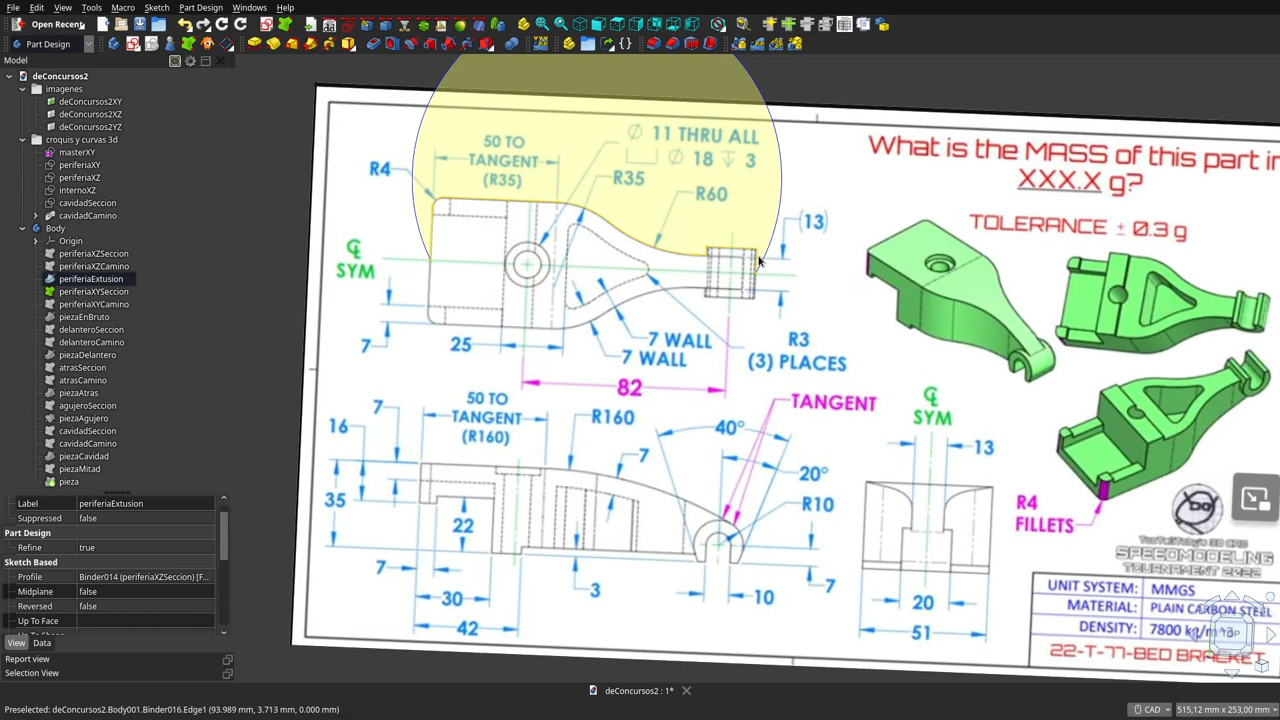 File Edit View Tools Macro Sketch Part Design Windows Help
Open Recent
Part Design
Model
deConcursos2
imagenes
deConcursos2XY
deConcursos2XZ
deConcursos2YZ
croquis y curvas 3d
masterXY
periferiaXY
periferiaXZ
internoXZ
cavidadSeccion
cavidadCamino
Body
Origin
periferiaXZSeccion
periferiaXZCamino
periferiaExtusion
periferiaXYSeccion
periferiaXYCamino
piezaEnBruto
delanteroSeccion
delanteroCamino
piezaDelantero
atrasSeccion
atrasCamino
piezaAtras
agujeroSeccion
piezaAgujero
cavidadSeccion
cavidadCamino
piezaCavidad
piezaMitad
pieza
Label periferiaExtusion
Suppressed false
Part Design
Refine true
Sketch Based
Profile Binder014 (periferiaXZSeccion) [F...
Midplane false
Reversed false
Up To Face
View Data
Report view
Selection View
Preselected: deConcursos2.Body001.Binder016.Edge1 (93.989 mm, 3.713 mm, 0.000 mm)
deConcursos2 : 1*
CAD
515,12 mm x 253,00 mm
TOP
What is the MASS of this part in
XXX.X g?
TOLERANCE ± 0.3 g
50 TO
TANGENT
(R35)
Ø 11 THRU ALL
Ø 18 ↧ 3
R4
R35
R60
(13)
℄
SYM
7
25
7 WALL
7 WALL
R3
(3) PLACES
82
TANGENT
50 TO
TANGENT
(R160)
R160
7
16
35
22
7
30
42
7
3
40°
20°
R10
7
10
℄
SYM
13
20
51
R4
FILLETS
SPEEDMODELING
TOURNAMENT 2022
UNIT SYSTEM: MMGS
MATERIAL: PLAIN CARBON STEEL
DENSITY: 7800 kg/m^3
22-T-77-BED BRACKET